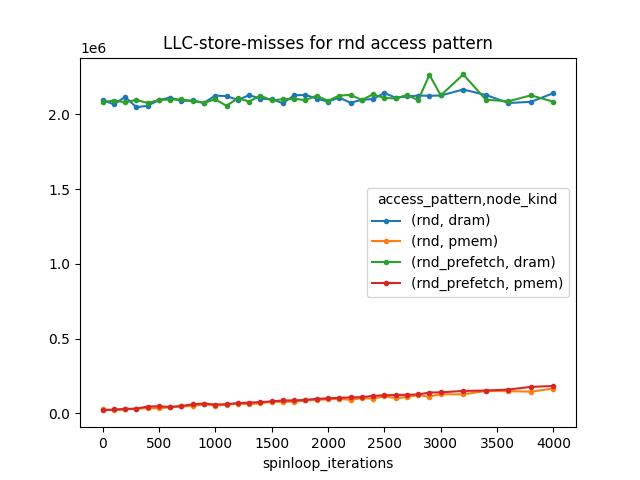 LLC-store-misses for rnd access pattern
1e6
2.0
1.5
1.0
0.5
0.0
access_pattern,node_kind
(rnd, dram)
(rnd, pmem)
(rnd_prefetch, dram)
(rnd_prefetch, pmem)
0 500 1000 1500 2000 2500 3000 3500 4000
spinloop_iterations